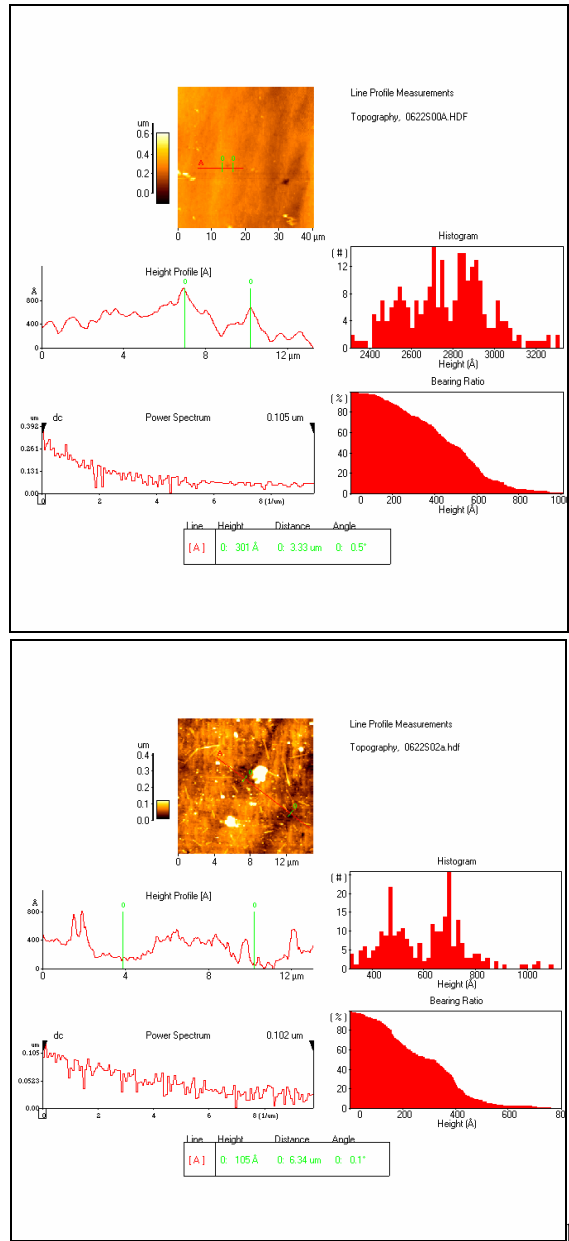 Line Profile Measurements
Topography, 0622S00A.HDF
um
0.6
0.4
0.2
0.0
A
0 10 20 30 40 µm
Height Profile [A]
Å
800
400
0
0 0
0 4 8 12 µm
Histogram
( # )
12
8
4
0
2400 2600 2800 3000 3200
Height (Å)
Bearing Ratio
( % )
80
60
40
20
0
0 200 400 600 800 1000
Height (Å)
um dc Power Spectrum 0.105 um
0.392
0.261
0.131
0.00
0 2 4 6 8 (1/um)
Line Height Distance Angle
[ A ] 0: 301 Å 0: 3.33 um 0: 0.5°
Line Profile Measurements
Topography, 0622S02a.hdf
um
0.4
0.3
0.2
0.1
0.0
0 4 8 12 µm
Height Profile [A]
Å
800
400
0
0 0
0 4 8 12 µm
Histogram
( # )
20
15
10
5
0
400 600 800 1000
Height (Å)
Bearing Ratio
( % )
80
60
40
20
0
0 200 400 600 80
Height (Å)
um dc Power Spectrum 0.102 um
0.105
0.0523
0.00
0 2 4 6 8 (1/um)
Line Height Distance Angle
[ A ] 0: 105 Å 0: 6.34 um 0: 0.1°